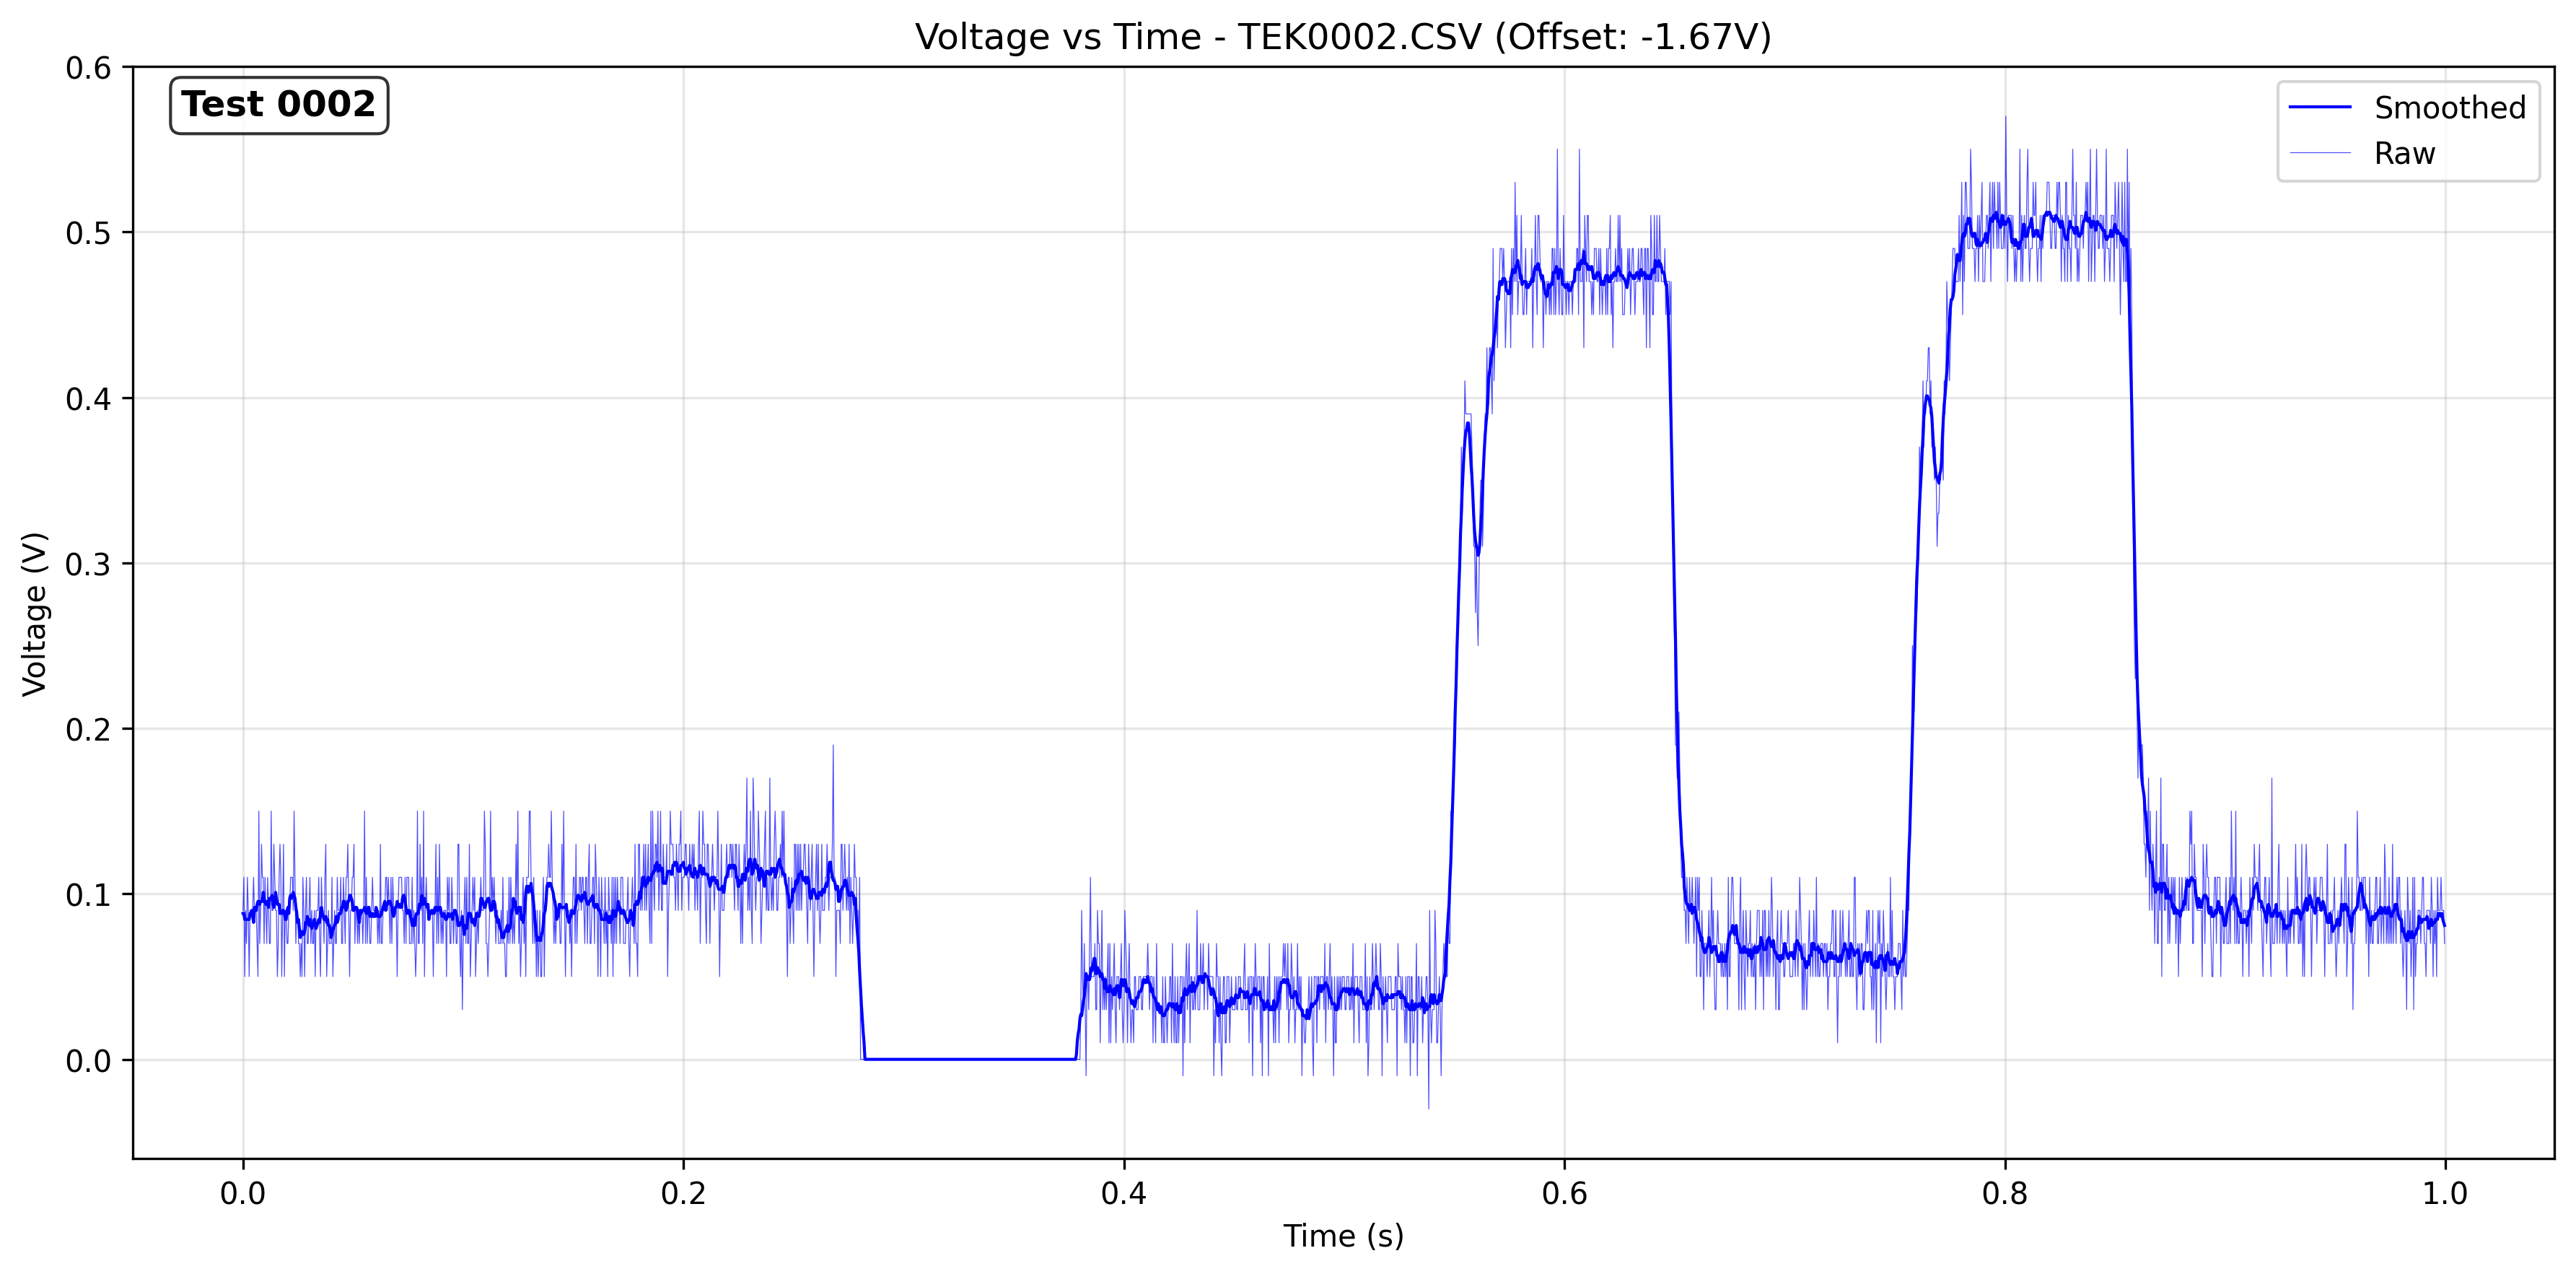 Voltage vs Time - TEK0002.CSV (Offset: -1.67V)
Test 0002
Smoothed
Raw
Voltage (V)
0.6
0.5
0.4
0.3
0.2
0.1
0.0
0.0 0.2 0.4 0.6 0.8 1.0
Time (s)